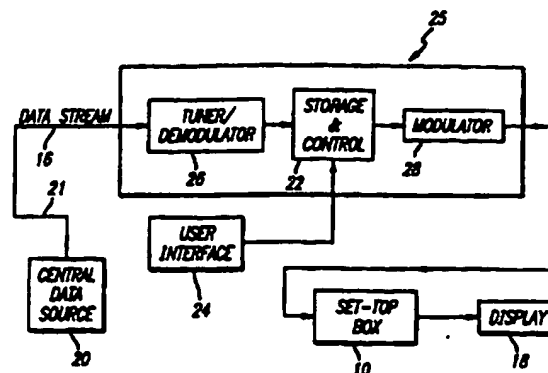 25
DATA STREAM
16
TUNER/
DEMODULATOR
26
STORAGE
&
CONTROL
22
MODULATOR
28
21
USER
INTERFACE
24
CENTRAL
DATA
SOURCE
20
SET-TOP
BOX
10
DISPLAY
18